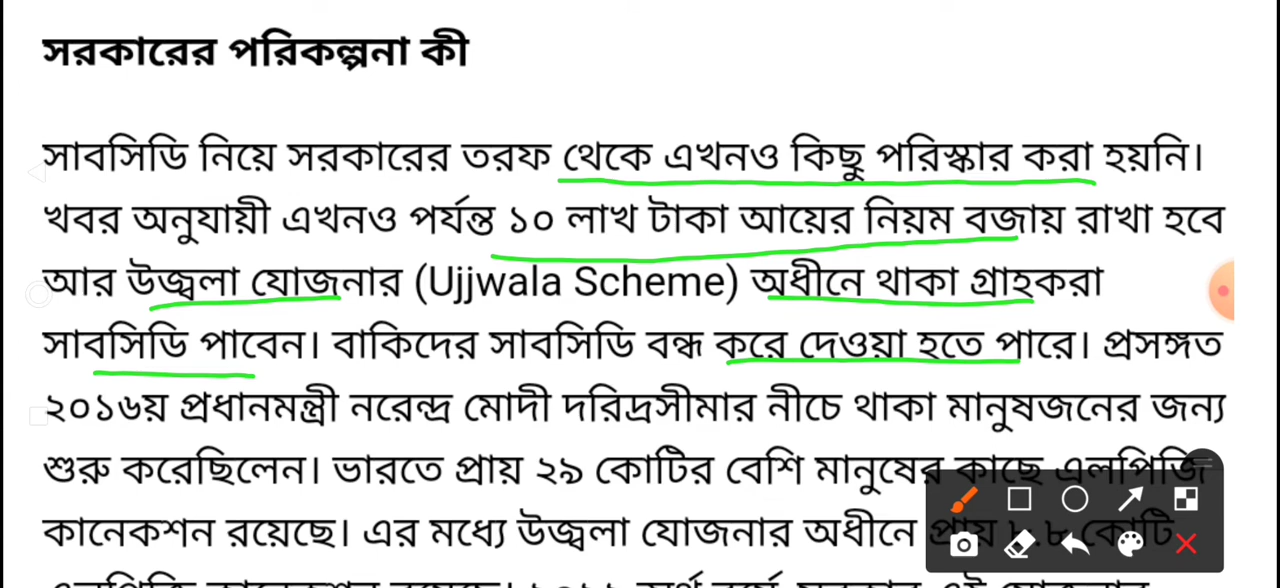 সরকারের পরিকল্পনা কী
সাবসিডি নিয়ে সরকারের তরফ থেকে এখনও কিছু পরিস্কার করা হয়নি।
খবর অনুযায়ী এখনও পর্যন্ত ১০ লাখ টাকা আয়ের নিয়ম বজায় রাখা হবে
আর উজ্বলা যোজনার (Ujjwala Scheme) অধীনে থাকা গ্রাহকরা
সাবসিডি পাবেন। বাকিদের সাবসিডি বন্ধ করে দেওয়া হতে পারে। প্রসঙ্গত
২০১৬য় প্রধানমন্ত্রী নরেন্দ্র মোদী দরিদ্রসীমার নীচে থাকা মানুষজনের জন্য
শুরু করেছিলেন। ভারতে প্রায় ২৯ কোটির বেশি মানুষের কাছে এলপিজি
কানেকশন রয়েছে। এর মধ্যে উজ্বলা যোজনার অধীনে প্রায় ৮.৮ কোটি